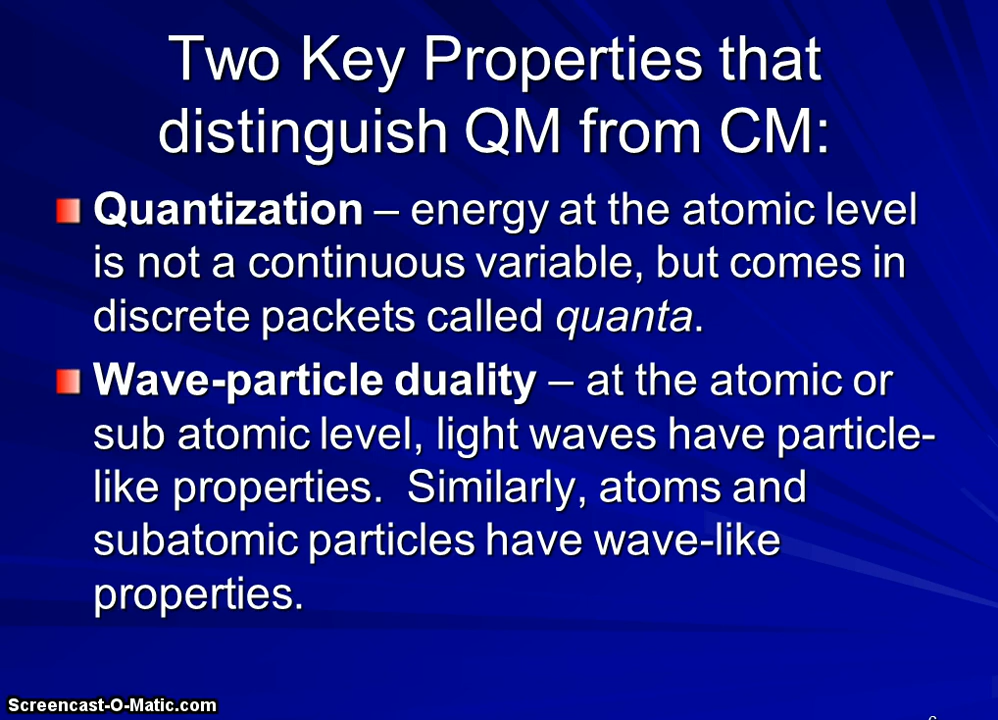 Two Key Properties that
distinguish QM from CM:
Quantization – energy at the atomic level
is not a continuous variable, but comes in
discrete packets called quanta.
Wave-particle duality – at the atomic or
sub atomic level, light waves have particle-
like properties.  Similarly, atoms and
subatomic particles have wave-like
properties.
Screencast-O-Matic.com